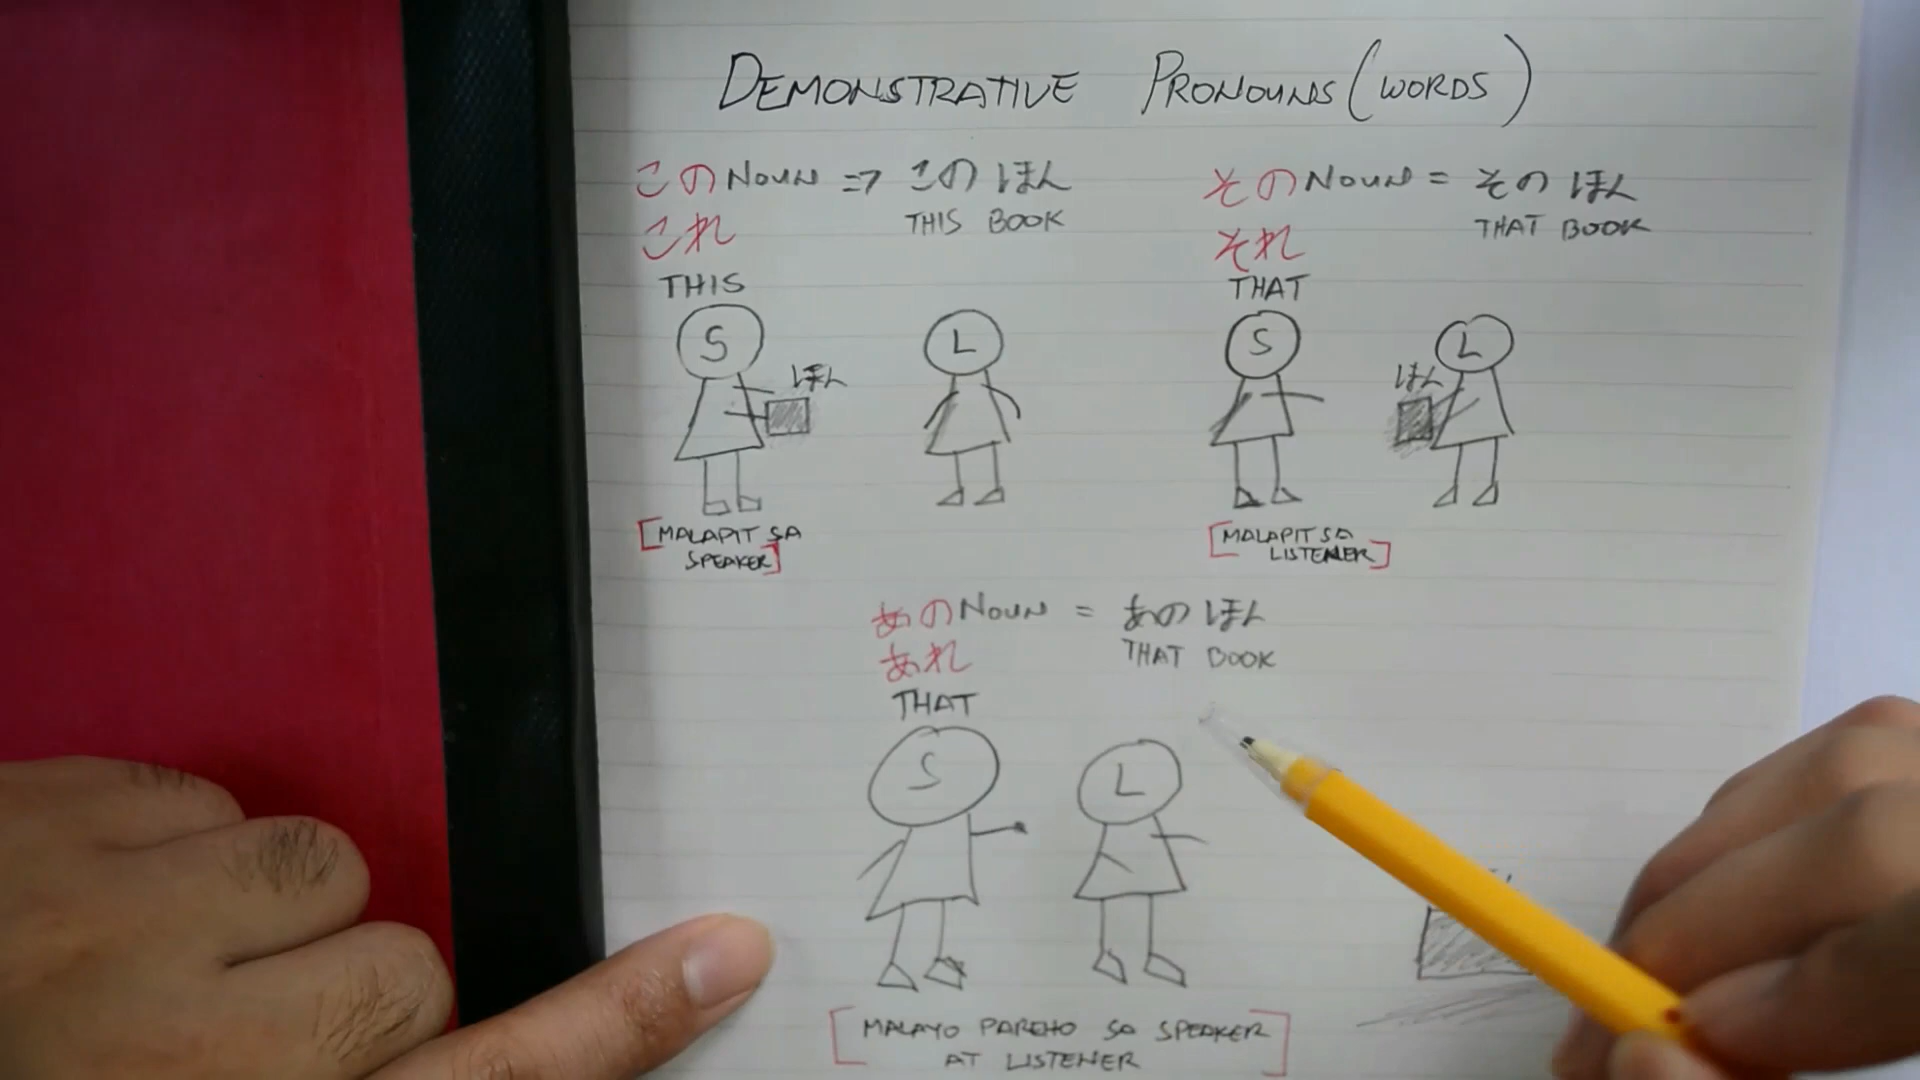 DEMONSTRATIVE PRONOUNS (WORDS)
このNOUN => このほん
これ THIS BOOK
THIS
S
L
ほん
[MALAPIT SA
SPEAKER]
そのNOUN = そのほん
それ THAT BOOK
THAT
S
L
ほん
[MALAPIT SA
LISTENER]
あのNOUN = あのほん
あれ THAT BOOK
THAT
S
L
[MALAYO PAREHO SA SPEAKER
AT LISTENER]